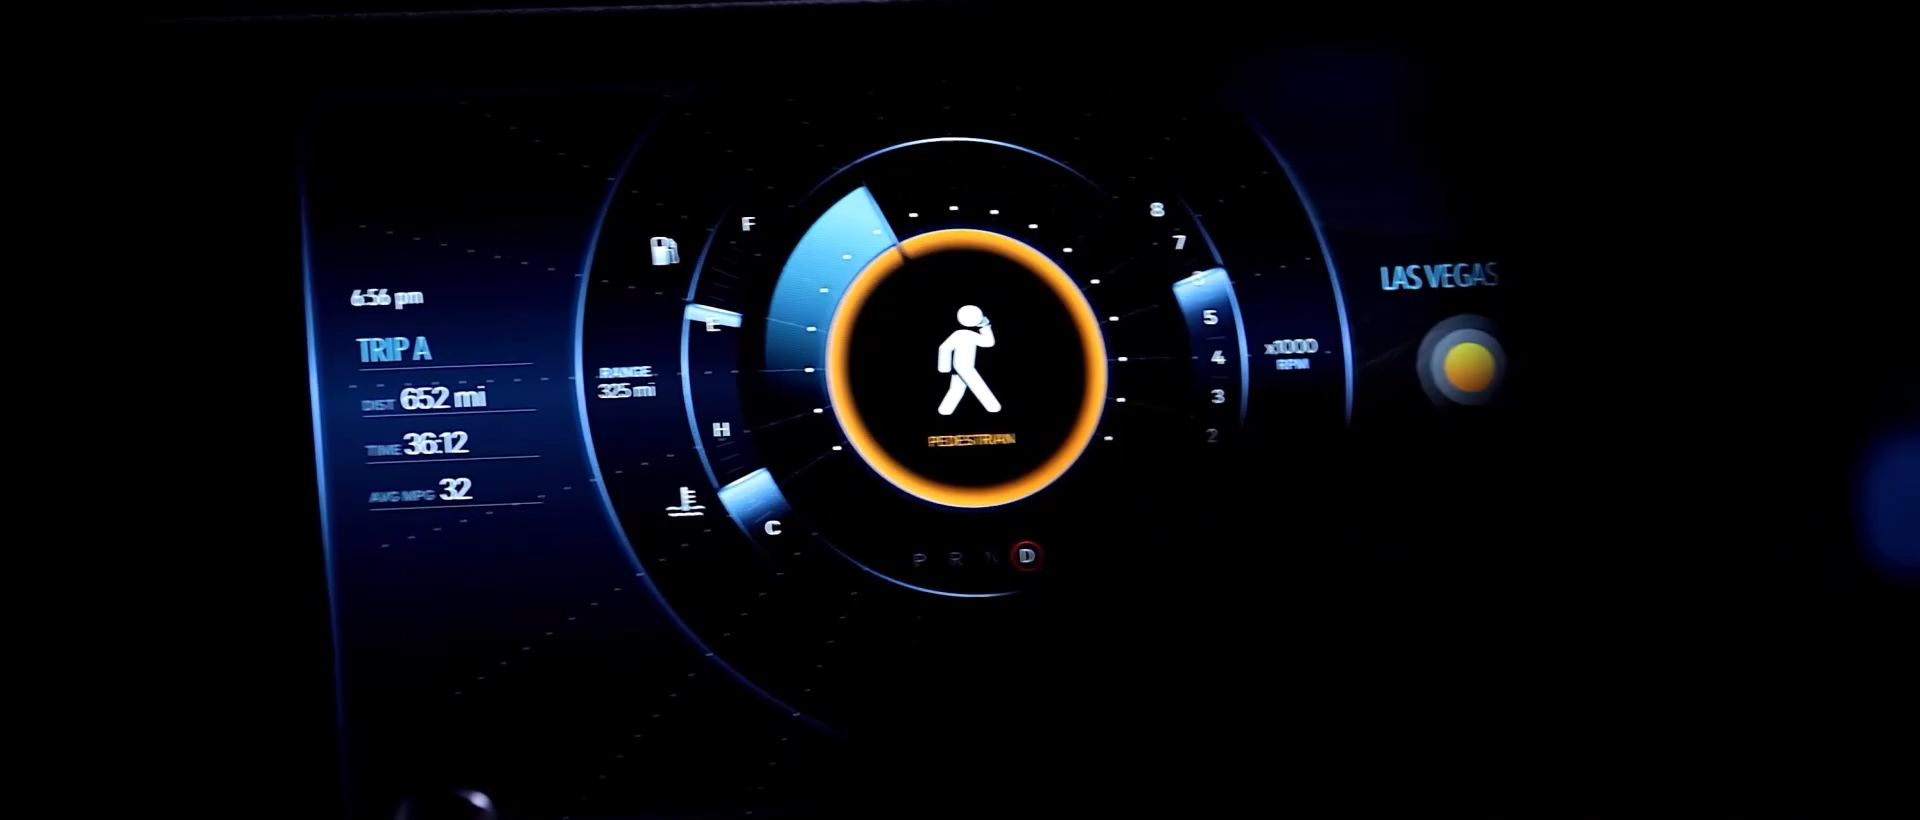 6:56 pm
TRIP A
DIST 652 mi
TIME 36:12
AVG MPG 32
F
E
RANGE
325 mi
H
C
PEDESTRIAN
P R N D
8
7
5
4
3
2
x1000
RPM
LAS VEGAS